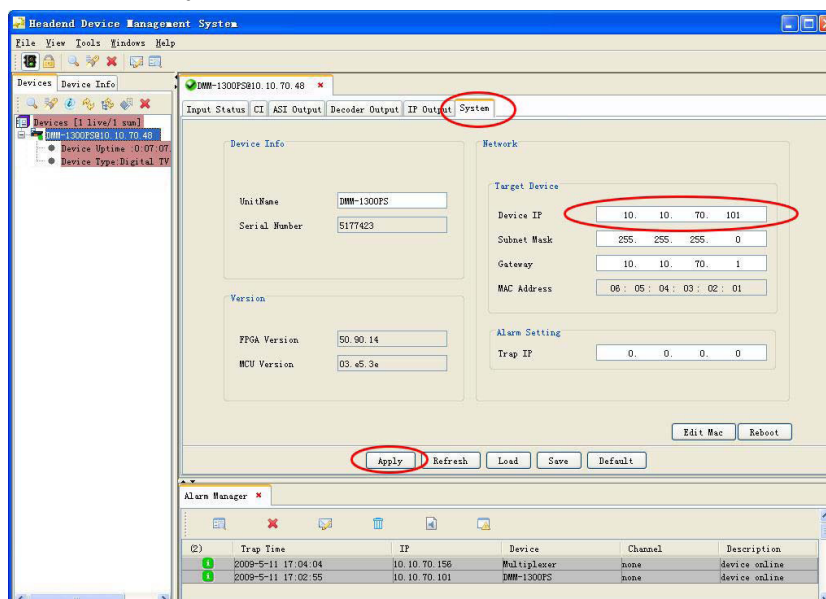 Headend Device Management System
File View Tools Windows Help
Devices Device Info
DMM-1300PS@10.10.70.48
Input Status CI ASI Output Decoder Output IP Output System
Devices [1 live/1 sum]
DMM-1300PS@10.10.70.48
Device Uptime :0:07:07.
Device Type:Digital TV
Device Info
UnitName DMM-1300PS
Serial Number 5177423
Version
FPGA Version 50.90.14
MCU Version 03.e5.3e
Network
Target Device
Device IP 10. 10. 70. 101
Subnet Mask 255. 255. 255. 0
Gateway 10. 10. 70. 1
MAC Address 06 : 05 : 04 : 03 : 02 : 01
Alarm Setting
Trap IP 0. 0. 0. 0
Edit Mac Reboot
Apply Refresh Load Save Default
Alarm Manager
(2) Trap Time IP Device Channel Description
2009-5-11 17:04:04 10.10.70.156 Multiplexer none device online
2009-5-11 17:02:55 10.10.70.101 DMM-1300PS none device online